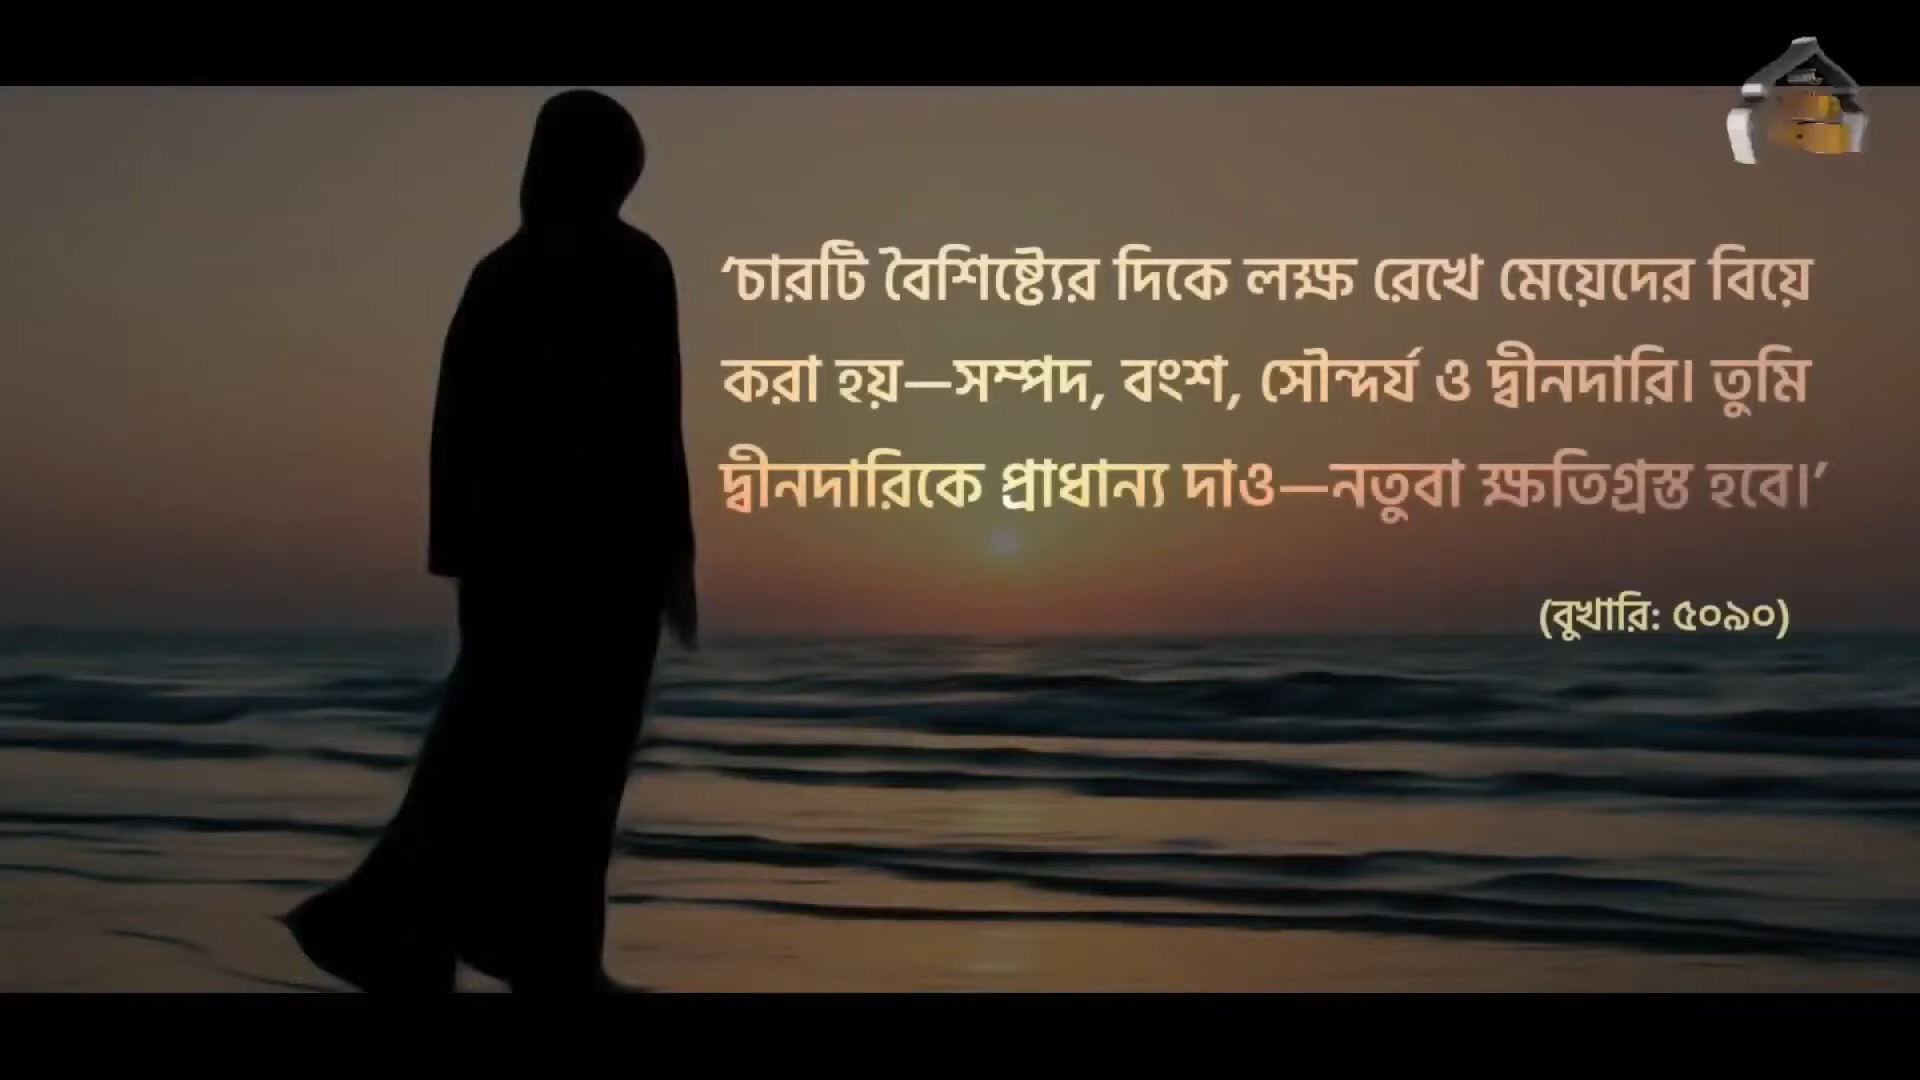 ‘চারটি বৈশিষ্ট্যের দিকে লক্ষ রেখে মেয়েদের বিয়ে
করা হয়—সম্পদ, বংশ, সৌন্দর্য ও দ্বীনদারি। তুমি
দ্বীনদারিকে প্রাধান্য দাও—নতুবা ক্ষতিগ্রস্ত হবে।’
(বুখারি: ৫০৯০)